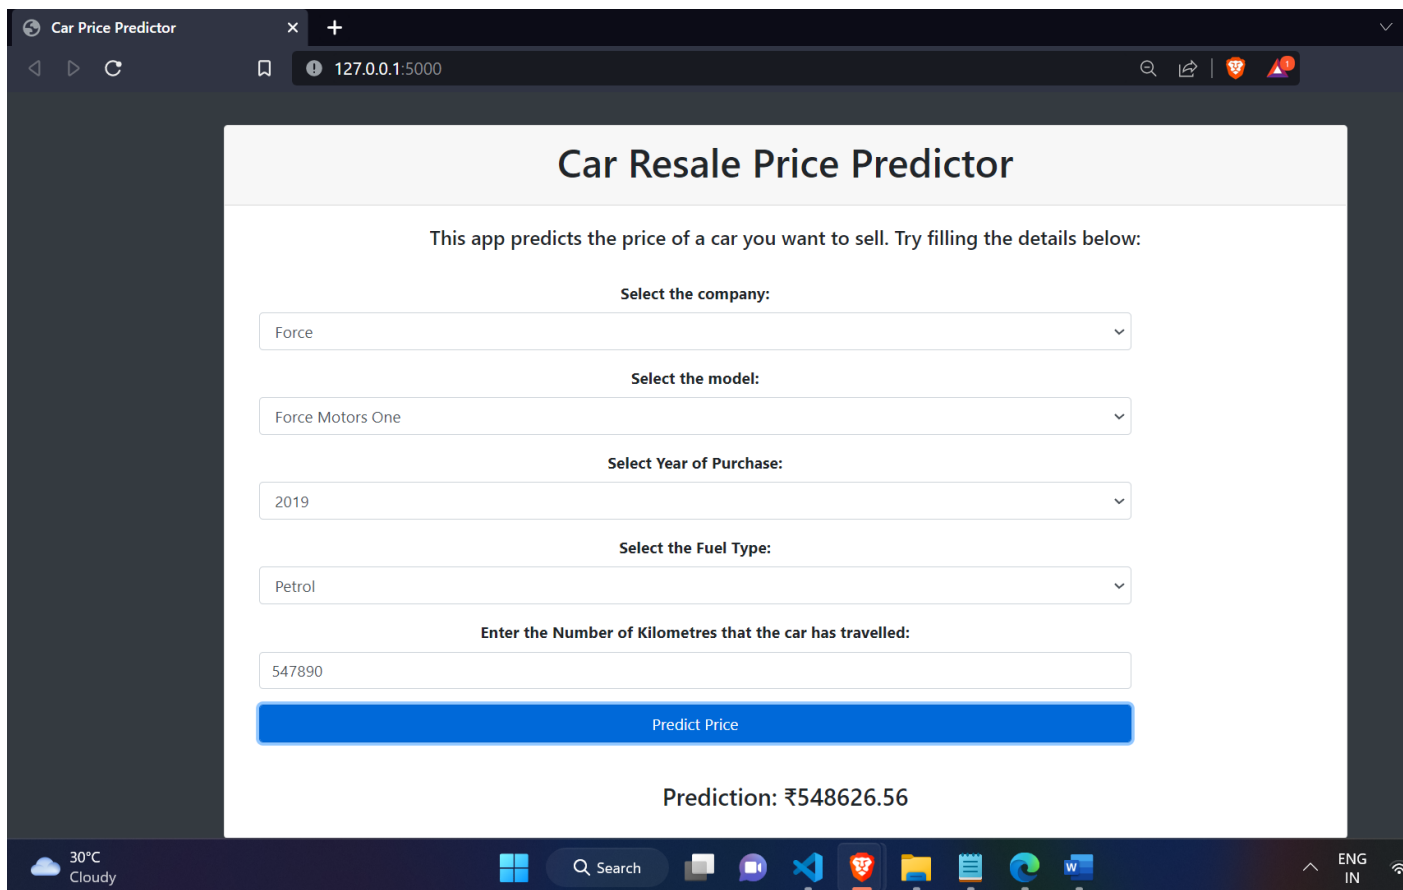 Car Price Predictor
127.0.0.1:5000
1
Car Resale Price Predictor
This app predicts the price of a car you want to sell. Try filling the details below:
Select the company:
Force
Select the model:
Force Motors One
Select Year of Purchase:
2019
Select the Fuel Type:
Petrol
Enter the Number of Kilometres that the car has travelled:
547890
Predict Price
Prediction: ₹548626.56
30°C
Cloudy
Search
W
ENG
IN